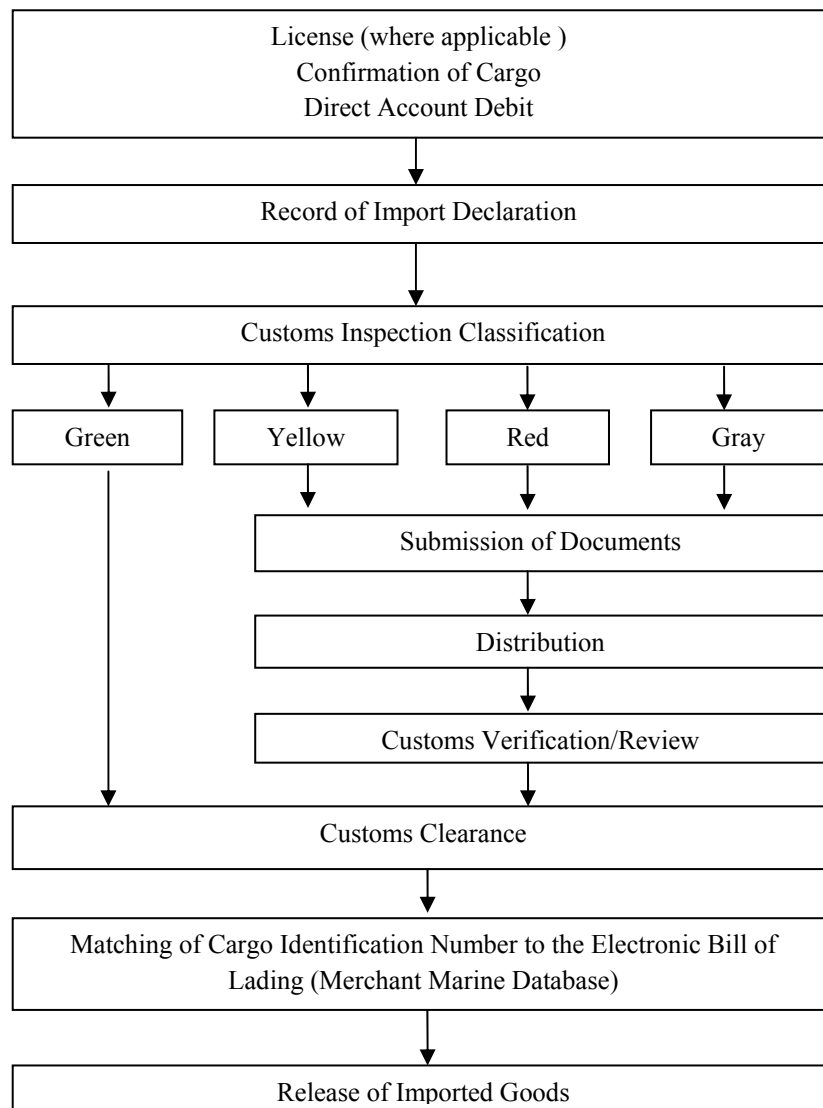 License (where applicable )
Confirmation of Cargo
Direct Account Debit
Record of Import Declaration
Customs Inspection Classification
Green
Yellow
Red
Gray
Submission of Documents
Distribution
Customs Verification/Review
Customs Clearance
Matching of Cargo Identification Number to the Electronic Bill of
Lading (Merchant Marine Database)
Release of Imported Goods